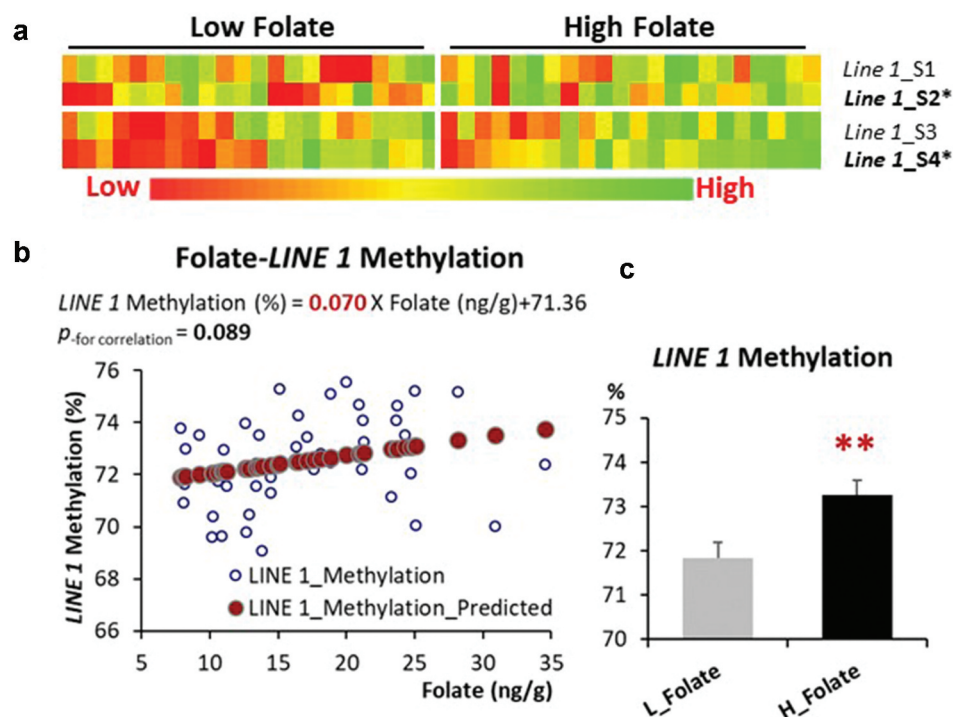 a
Low Folate
High Folate
Line 1_S1
Line 1_S2*
Line 1_S3
Line 1_S4*
Low
High
b
Folate-LINE 1 Methylation
LINE 1 Methylation (%) = 0.070 X Folate (ng/g)+71.36
p-for correlation = 0.089
76
74
72
70
68
66
LINE 1 Methylation (%)
LINE 1_Methylation
LINE 1_Methylation_Predicted
5 10 15 20 25 30 35
Folate (ng/g)
c
LINE 1 Methylation
%
75
74
73
72
71
70
**
L_Folate
H_Folate